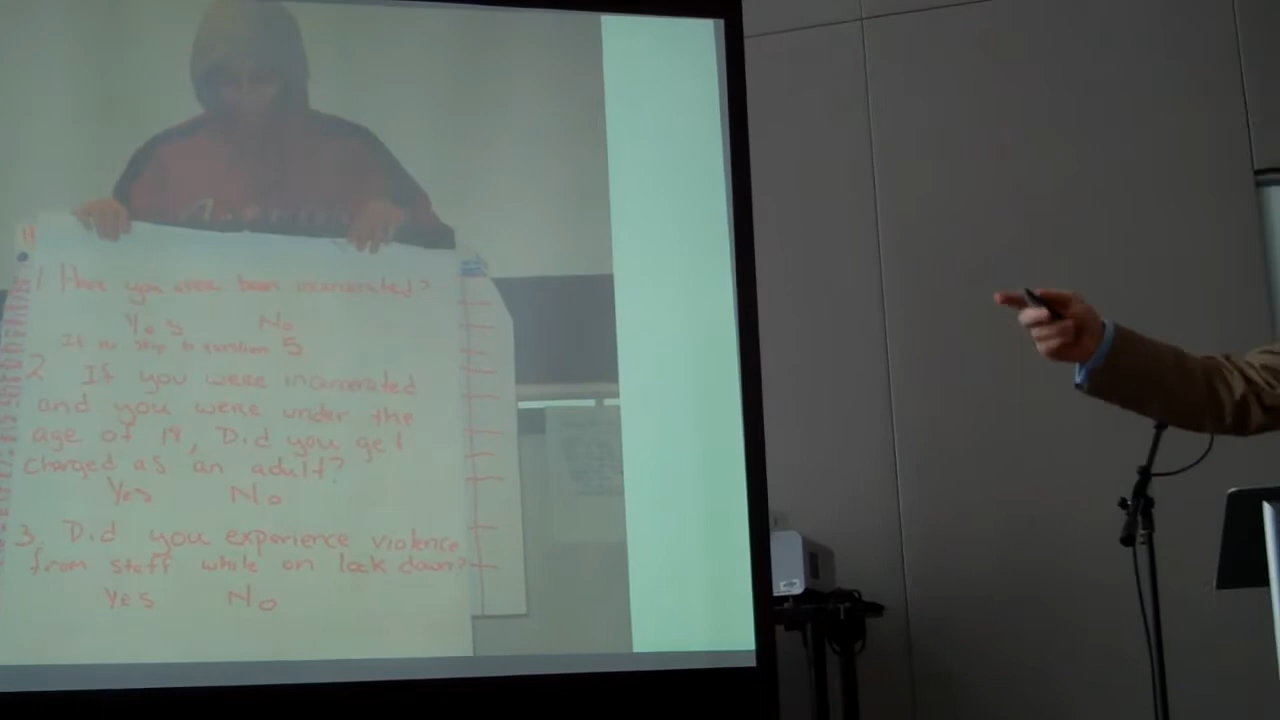 1 Have you ever been incarcerated?
Yes No
If no skip to question 5
2 If you were incarcerated
and you were under the
age of 18, Did you get
charged as an adult?
Yes No
3. Did you experience violence
from staff while on lock down?
Yes No